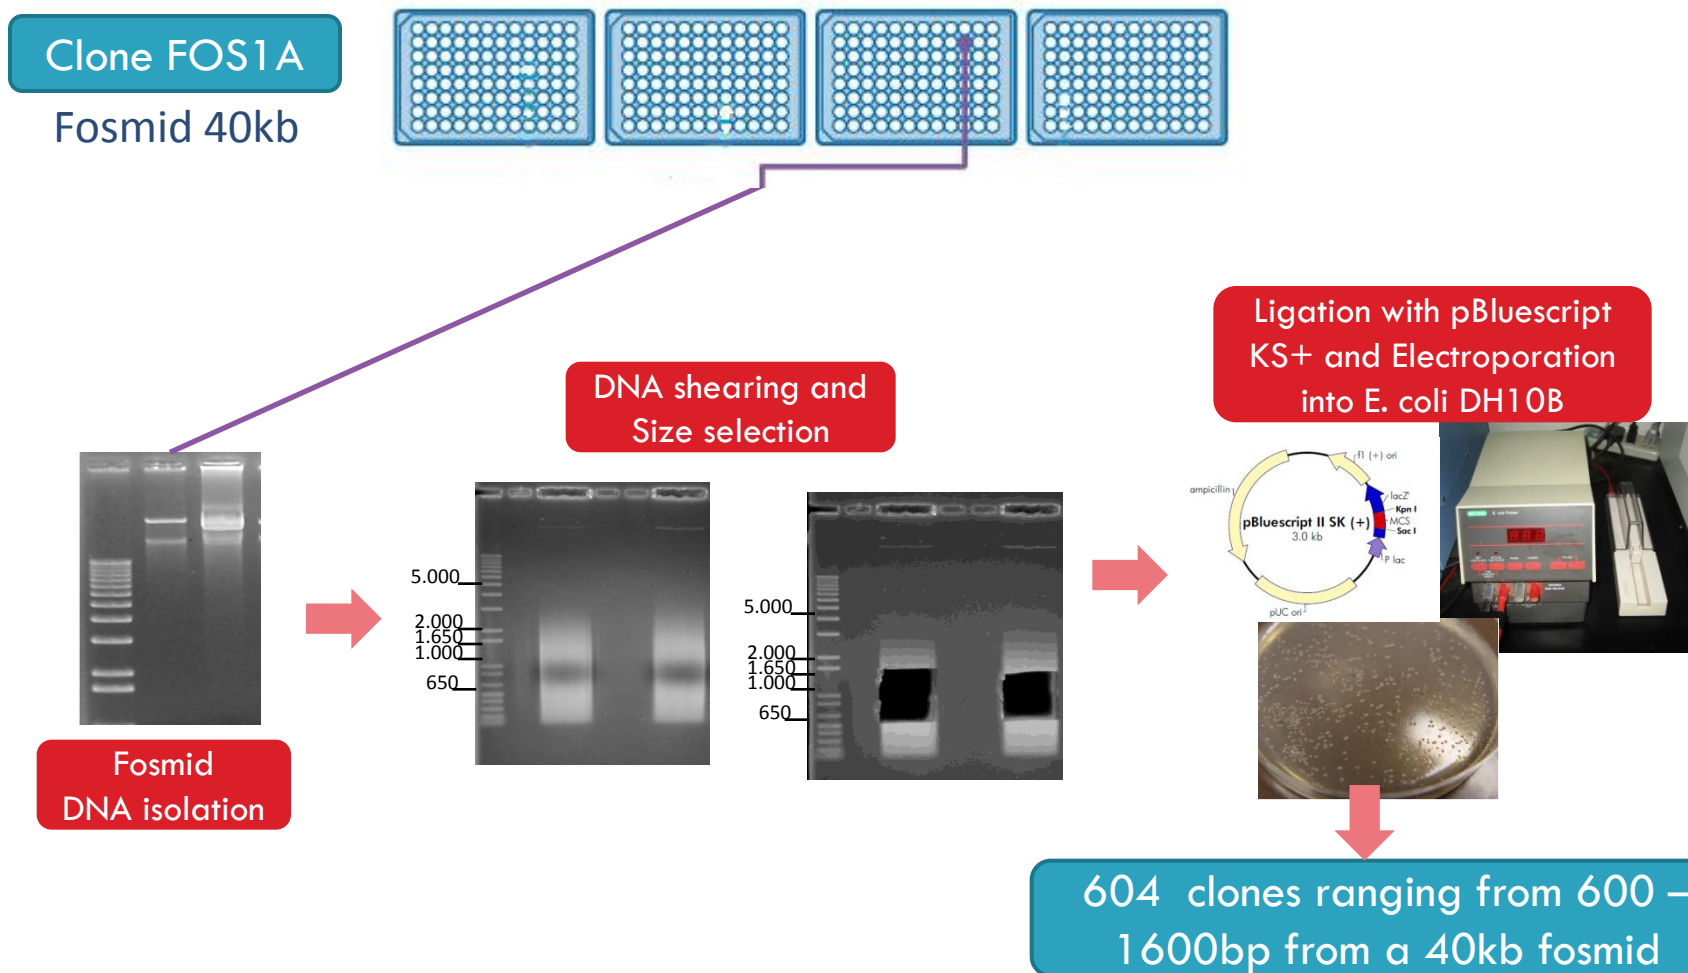 Clone FOS1A
Fosmid 40kb
Ligation with pBluescript
KS+ and Electroporation
into E. coli DH10B
DNA shearing and
Size selection
Fosmid
DNA isolation
5.000
2.000
1.650
1.000
650
5.000
2.000
1.650
1.000
650
f1 (+) ori
ampicillin
lacZ'
Kpn I
MCS
Sac I
P lac
pBluescript II SK (+)
3.0 kb
pUC ori
604 clones ranging from 600 –
1600bp from a 40kb fosmid